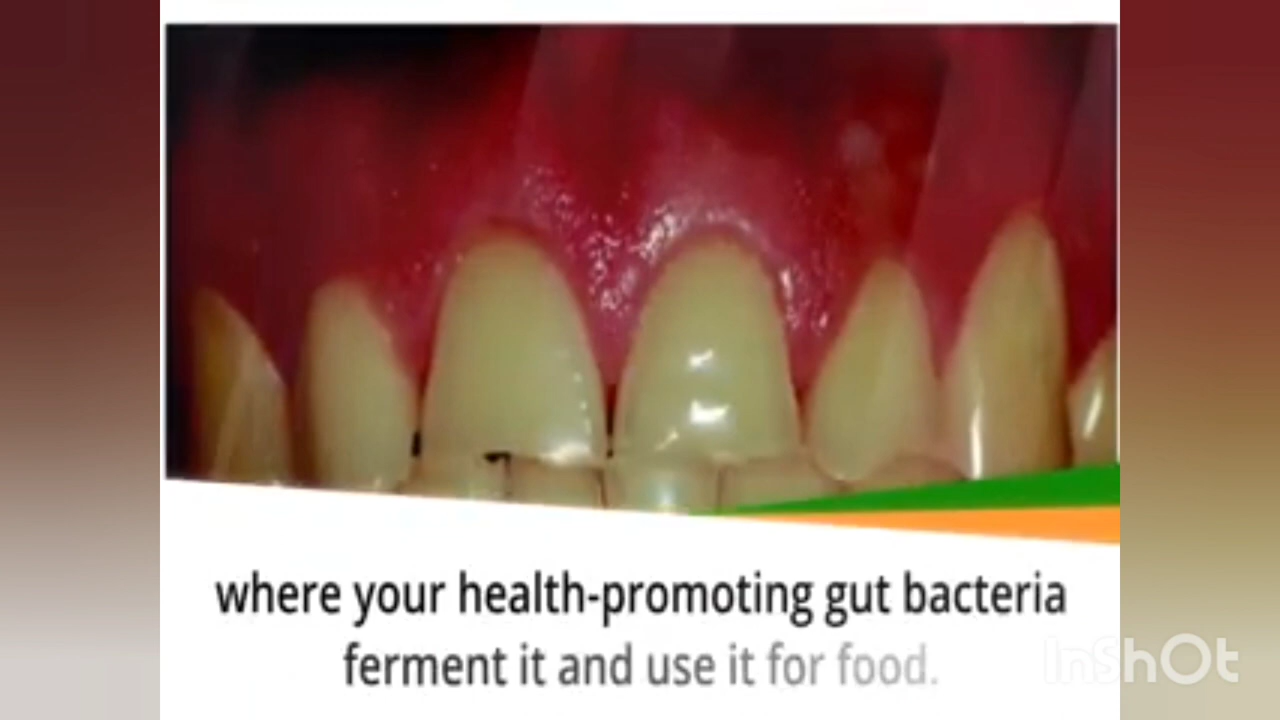 where your health-promoting gut bacteria
ferment it and use it for food.
InShOt